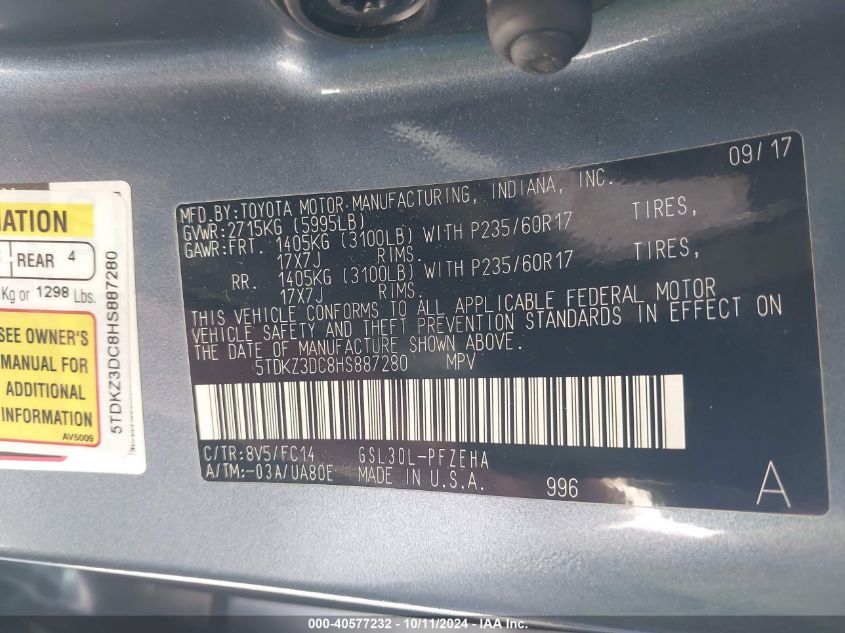 MATION
REAR 4
Kg or 1298 Lbs.
SEE OWNER'S
MANUAL FOR
ADDITIONAL
INFORMATION
AV5009
5TDKZ3DC8HS887280
09/17
MFD.BY:TOYOTA MOTOR MANUFACTURING, INDIANA, INC.
GVWR:2715KG (5995LB)
GAWR:FRT. 1405KG (3100LB) WITH P235/60R17 TIRES,
17X7J RIMS.
RR. 1405KG (3100LB) WITH P235/60R17 TIRES,
17X7J RIMS.
THIS VEHICLE CONFORMS TO ALL APPLICABLE FEDERAL MOTOR
VEHICLE SAFETY AND THEFT PREVENTION STANDARDS IN EFFECT ON
THE DATE OF MANUFACTURE SHOWN ABOVE.
5TDKZ3DC8HS887280 MPV
C/TR:8V5/FC14 GSL30L-PFZEHA
A/TM:-03A/UA80E MADE IN U.S.A. 996 A
000-40577232 - 10/11/2024 - IAA Inc.